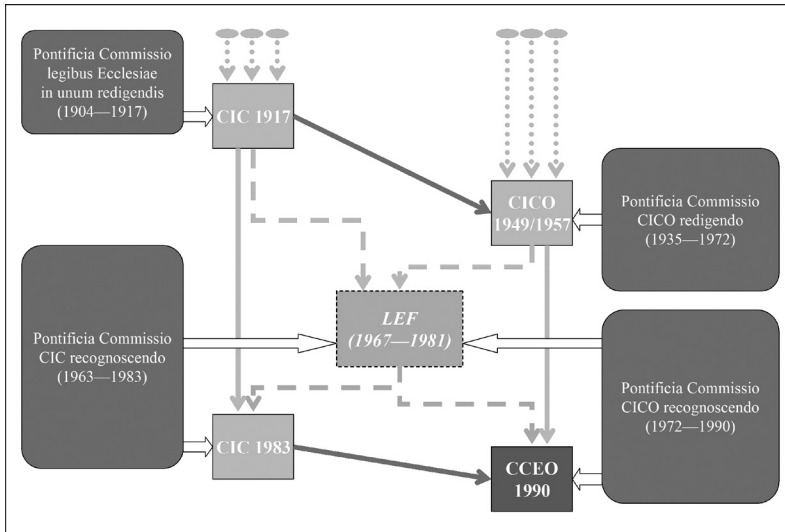 Pontificia Commissio
legibus Ecclesiae
in unum redigendis
(1904—1917)
CIC 1917
CICO
1949/1957
Pontificia Commissio
CICO redigendo
(1935—1972)
LEF
(1967—1981)
Pontificia Commissio
CIC recognoscendo
(1963—1983)
Pontificia Commissio
CICO recognoscendo
(1972—1990)
CIC 1983
CCEO
1990